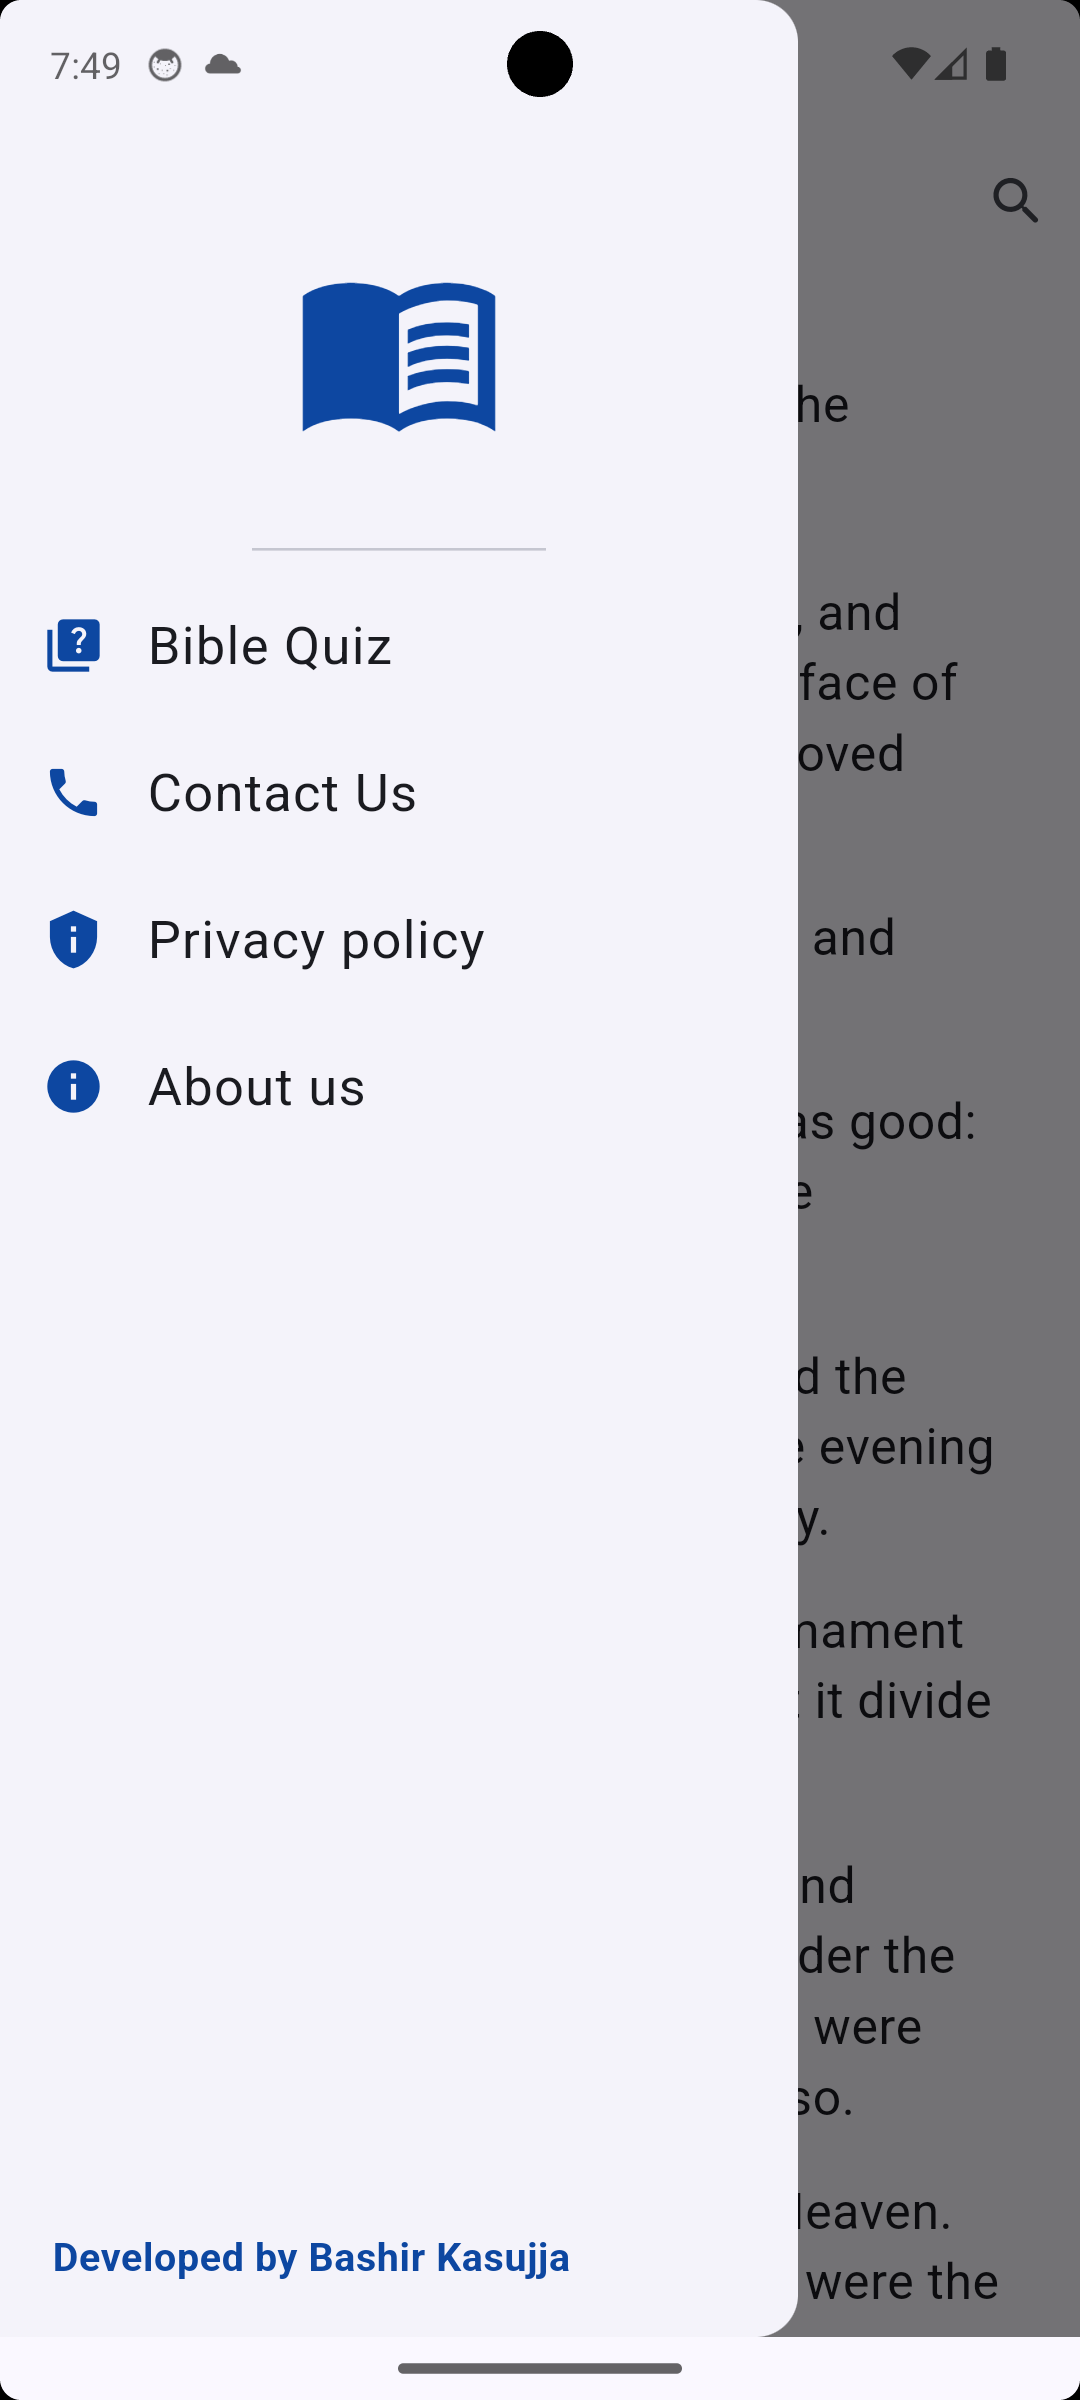 7:49
Bible Quiz
Contact Us
Privacy policy
About us
Developed by Bashir Kasujja
he
, and
face of
oved
and
as good:
e
d the
e evening
y.
mament
t it divide
nd
der the
were
so.
leaven.
were the